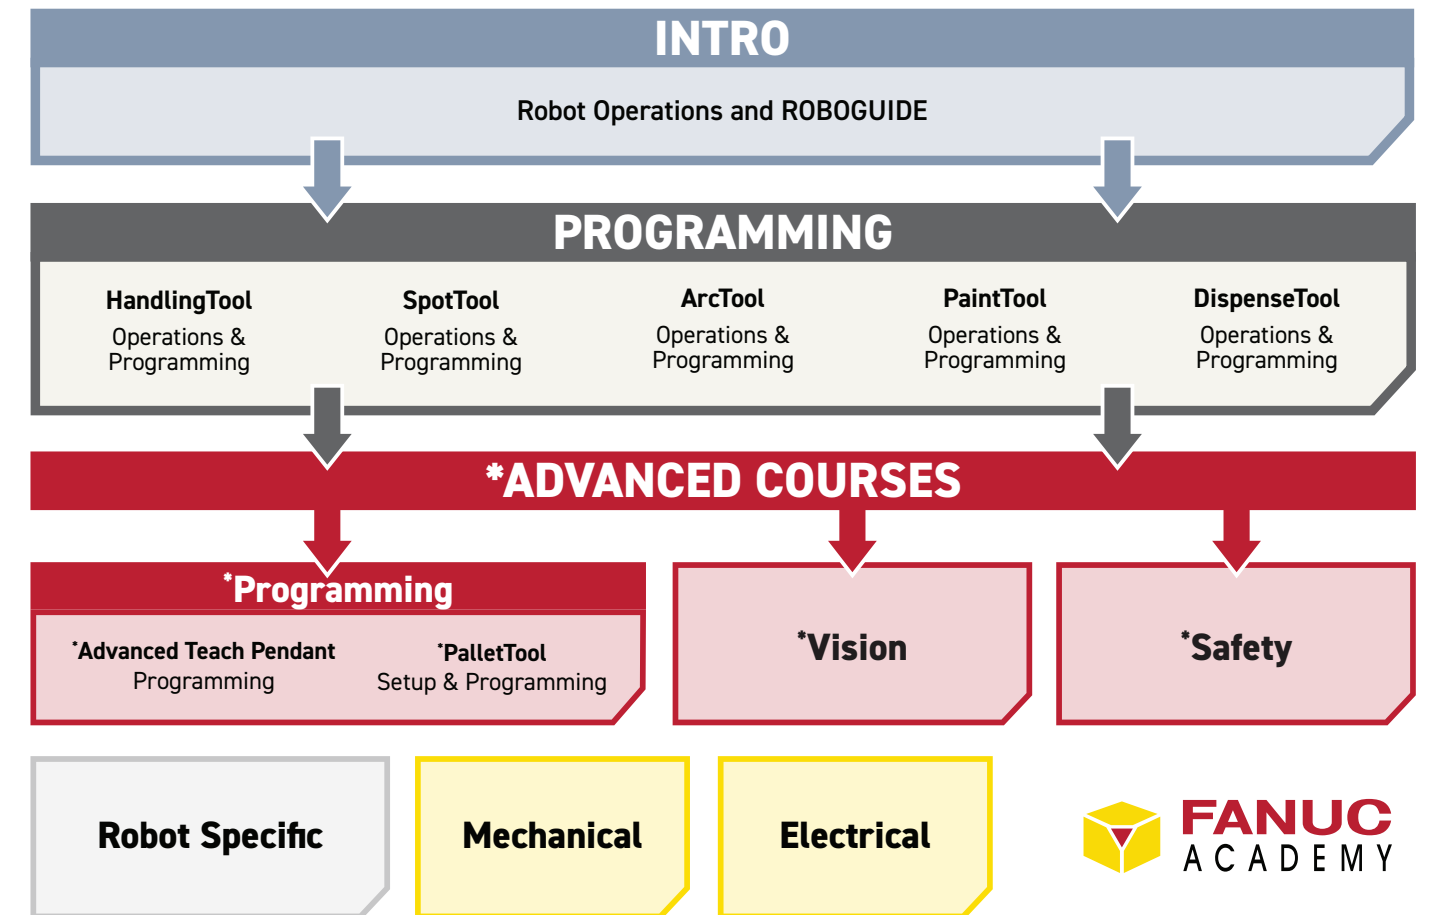 INTRO
Robot Operations and ROBOGUIDE
PROGRAMMING
HandlingTool
Operations &
Programming
SpotTool
Operations &
Programming
ArcTool
Operations &
Programming
PaintTool
Operations &
Programming
DispenseTool
Operations &
Programming
*ADVANCED COURSES
*Programming
*Advanced Teach Pendant
Programming
*PalletTool
Setup & Programming
*Vision
*Safety
Robot Specific
Mechanical
Electrical
FANUC
ACADEMY